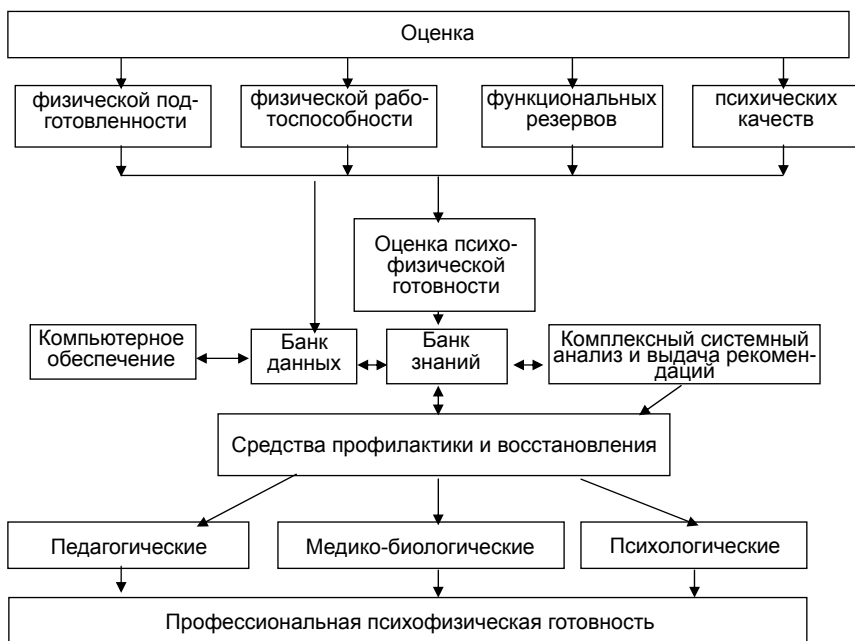 Оценка
физической под-
готовленности
физической рабо-
тоспособности
функциональных
резервов
психических
качеств
Оценка психо-
физической
готовности
Компьютерное
обеспечение
Банк
данных
Банк
знаний
Комплексный системный
анализ и выдача рекомен-
даций
Средства профилактики и восстановления
Педагогические
Медико-биологические
Психологические
Профессиональная психофизическая готовность